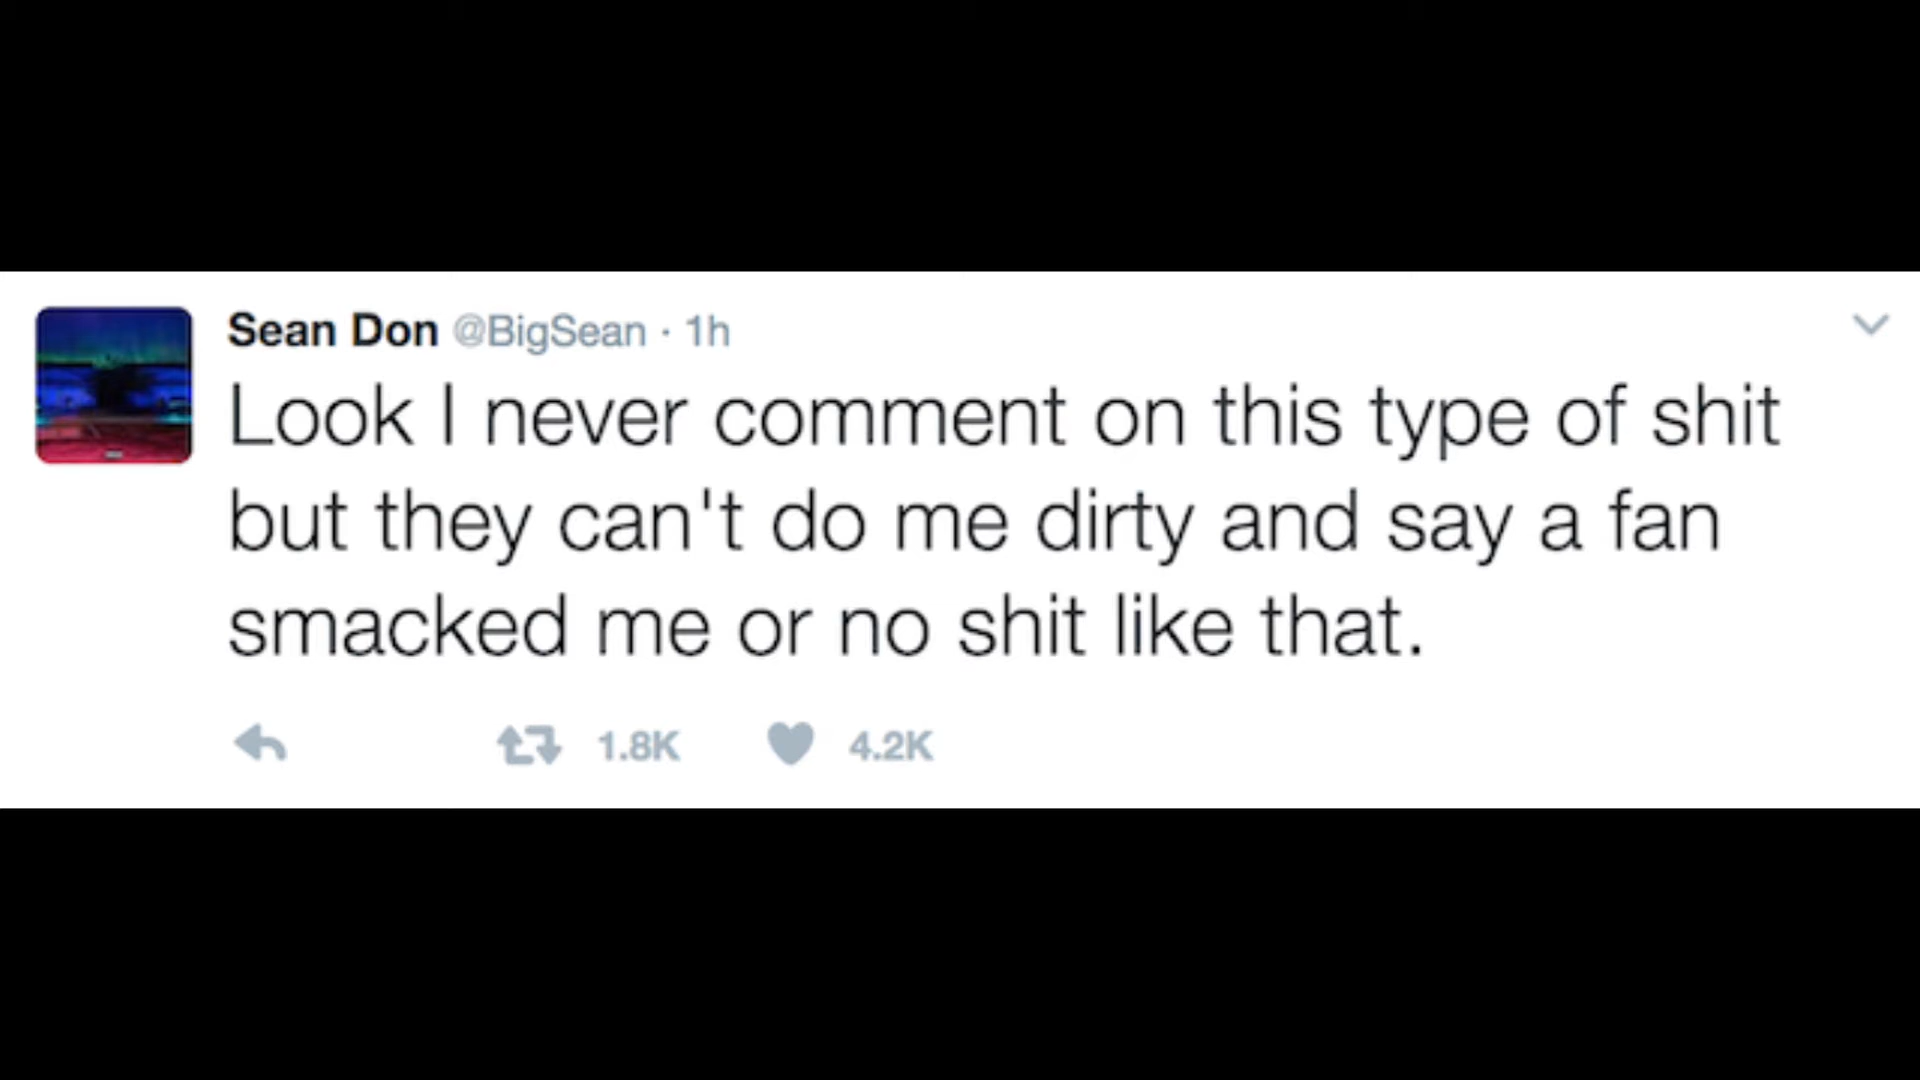 Sean Don @BigSean · 1h
Look I never comment on this type of shit
but they can't do me dirty and say a fan
smacked me or no shit like that.
1.8K 4.2K